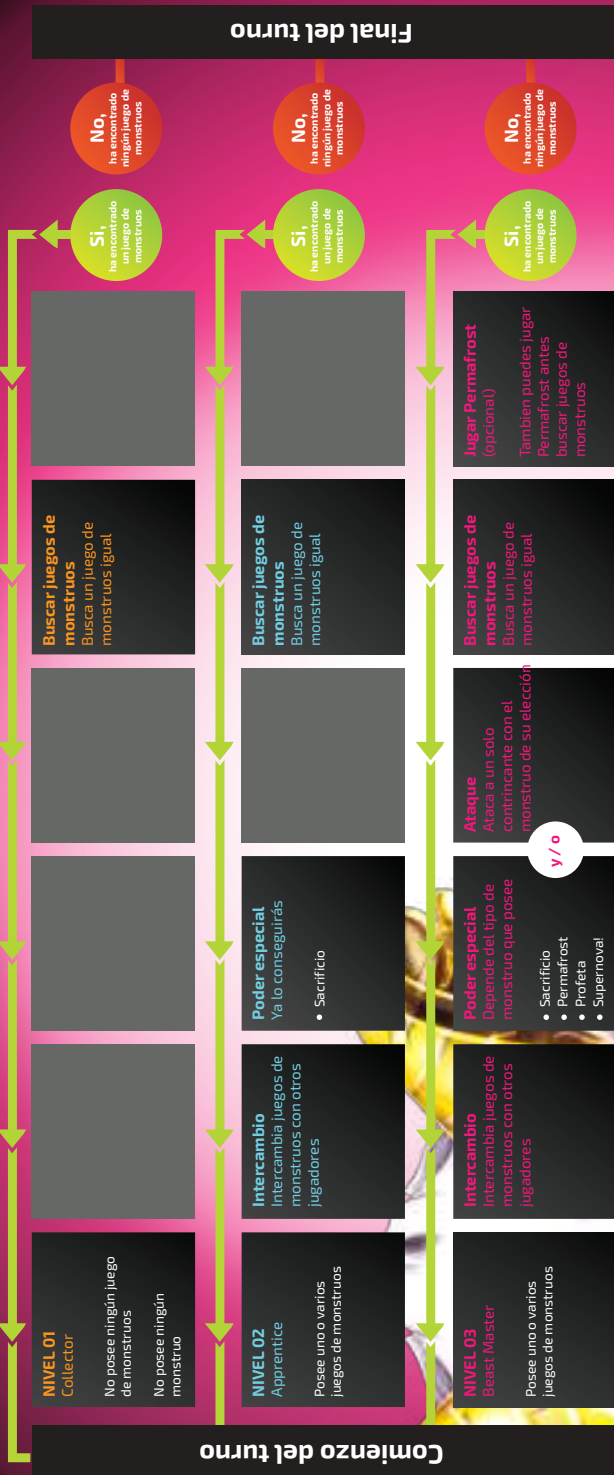 Comienzo del turno
NIVEL 01
Collector
No posee ningún juego
de monstruos
No posee ningún
monstruo
Buscar juegos de
monstruos
Busca un juego de
monstruos igual
Si,
ha encontrado
un juego de
monstruos
No,
ha encontrado
ningún juego de
monstruos
NIVEL 02
Apprentice
Posee uno o varios
juegos de monstruos
Intercambio
Intercambia juegos de
monstruos con otros
jugadores
Poder especial
Ya lo conseguirás
• Sacrificio
Buscar juegos de
monstruos
Busca un juego de
monstruos igual
Si,
ha encontrado
un juego de
monstruos
No,
ha encontrado
ningún juego de
monstruos
NIVEL 03
Beast Master
Posee uno o varios
juegos de monstruos
Intercambio
Intercambia juegos de
monstruos con otros
jugadores
Poder especial
Depende del tipo de
monstruo que posee
• Sacrificio
• Permafrost
• Profeta
• Supernova!
y / o
Ataque
Ataca a un solo
contrincante con el
monstruo de su elección
Buscar juegos de
monstruos
Busca un juego de
monstruos igual
Jugar Permafrost
(opcional)
Tambien puedes jugar
Permafrost antes
buscar juegos de
monstruos
Si,
ha encontrado
un juego de
monstruos
No,
ha encontrado
ningún juego de
monstruos
Final del turno